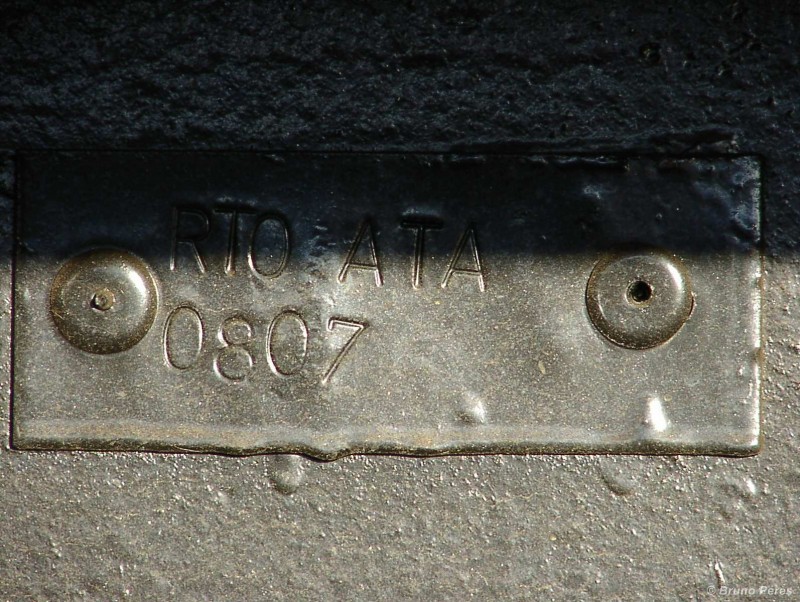 RTO ATA
0807
© Bruno Peres